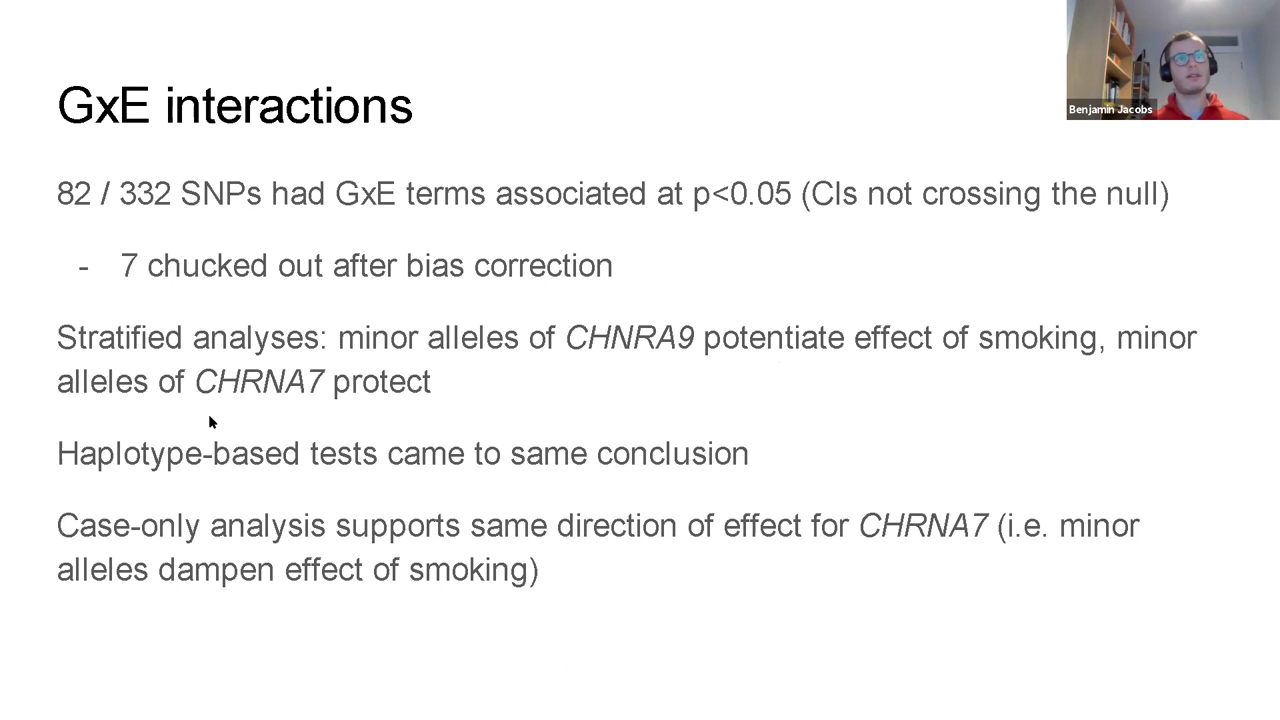 Benjamin Jacobs
GxE interactions
82 / 332 SNPs had GxE terms associated at p<0.05 (CIs not crossing the null)
- 7 chucked out after bias correction
Stratified analyses: minor alleles of CHNRA9 potentiate effect of smoking, minor
alleles of CHRNA7 protect
Haplotype-based tests came to same conclusion
Case-only analysis supports same direction of effect for CHRNA7 (i.e. minor
alleles dampen effect of smoking)